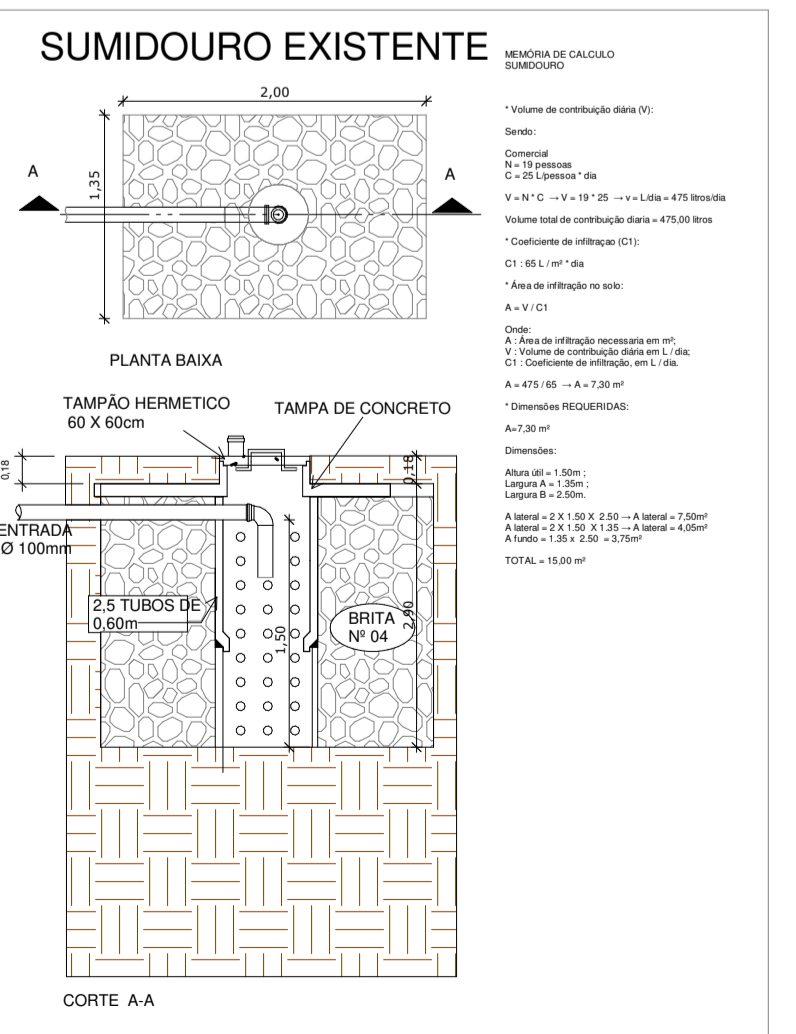 SUMIDOURO EXISTENTE
2,00
1,35
A
A
PLANTA BAIXA
TAMPÃO HERMETICO
60 X 60cm
TAMPA DE CONCRETO
0,18
0,18
ENTRADA
Ø 100mm
2,5 TUBOS DE
0,60m
1,50
BRITA
Nº 04
2,90
CORTE A-A
MEMÓRIA DE CALCULO
SUMIDOURO
* Volume de contribuição diária (V):
Sendo:
Comercial
N = 19 pessoas
C = 25 L/pessoa * dia
V = N * C → V = 19 * 25 → v = L/dia = 475 litros/dia
Volume total de contribuição diaria = 475,00 litros
* Coeficiente de infiltraçao (C1):
C1 : 65 L / m² * dia
* Área de infiltração no solo:
A = V / C1
Onde:
A : Área de infiltração necessaria em m²;
V : Volume de contribuição diária em L / dia;
C1 : Coeficiente de infiltração, em L / dia.
A = 475 / 65 → A = 7,30 m²
* Dimensões REQUERIDAS:
A=7,30 m²
Dimensões:
Altura útil = 1.50m ;
Largura A = 1.35m ;
Largura B = 2.50m.
A lateral = 2 X 1.50 X 2.50 → A lateral = 7,50m²
A lateral = 2 X 1.50 X 1.35 → A lateral = 4,05m²
A fundo = 1.35 x 2.50 = 3,75m²
TOTAL = 15,00 m²